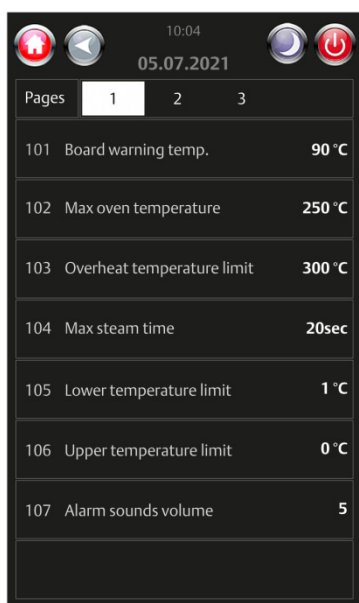 10:04
05.07.2021
Pages 1 2 3
101 Board warning temp. 90 °C
102 Max oven temperature 250 °C
103 Overheat temperature limit 300 °C
104 Max steam time 20sec
105 Lower temperature limit 1 °C
106 Upper temperature limit 0 °C
107 Alarm sounds volume 5